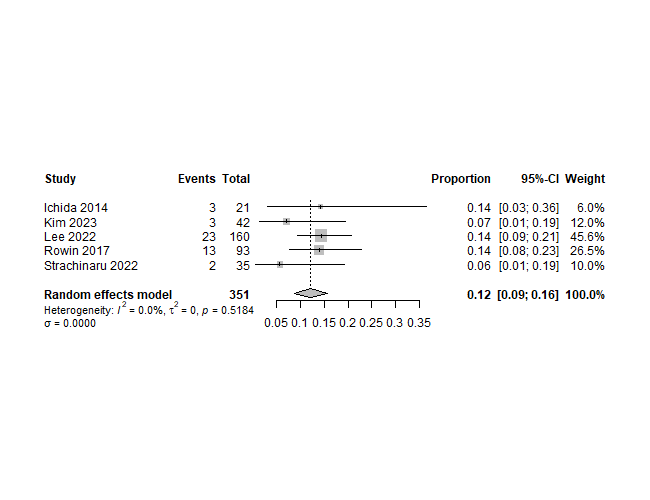 Study Events Total Proportion 95%-CI Weight
Ichida 2014 3 21 0.14 [0.03; 0.36] 6.0%
Kim 2023 3 42 0.07 [0.01; 0.19] 12.0%
Lee 2022 23 160 0.14 [0.09; 0.21] 45.6%
Rowin 2017 13 93 0.14 [0.08; 0.23] 26.5%
Strachinaru 2022 2 35 0.06 [0.01; 0.19] 10.0%
Random effects model 351 0.12 [0.09; 0.16] 100.0%
Heterogeneity: I² = 0.0%, τ² = 0, p = 0.5184
σ = 0.0000
0.05 0.1 0.15 0.2 0.25 0.3 0.35